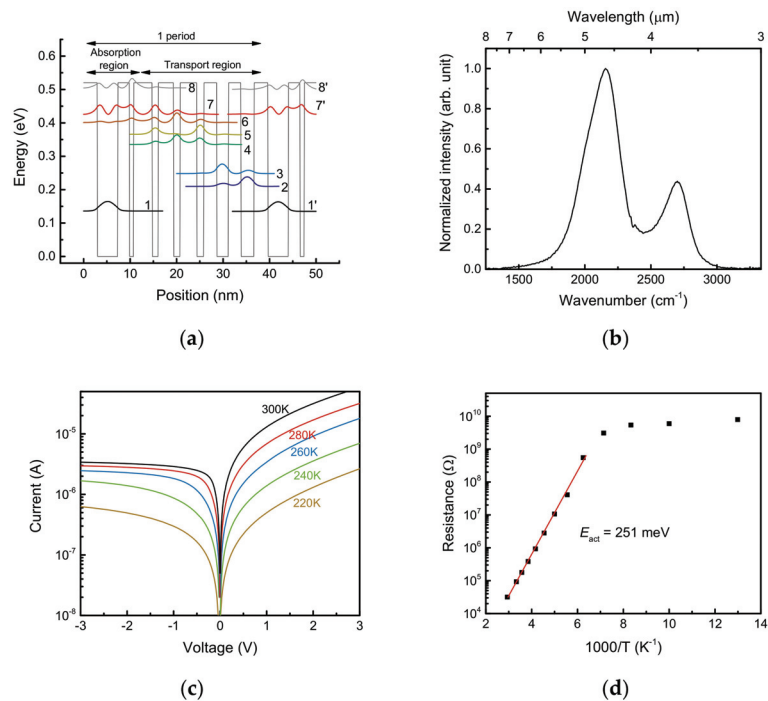 1 period
Absorption
region
Transport region
0.6
0.5
0.4
0.3
0.2
0.1
0.0
Energy (eV)
8
7
6
5
4
3
2
1
8'
7'
1'
0 10 20 30 40 50
Position (nm)
(a)
Wavelength (μm)
8 7 6 5 4 3
1.0
0.8
0.6
0.4
0.2
0.0
Normalized intensity (arb. unit)
1500 2000 2500 3000
Wavenumber (cm⁻¹)
(b)
10⁻⁵
10⁻⁶
10⁻⁷
10⁻⁸
Current (A)
300K
280K
260K
240K
220K
-3 -2 -1 0 1 2 3
Voltage (V)
(c)
10¹¹
10¹⁰
10⁹
10⁸
10⁷
10⁶
10⁵
10⁴
Resistance (Ω)
E_act = 251 meV
2 4 6 8 10 12 14
1000/T (K⁻¹)
(d)